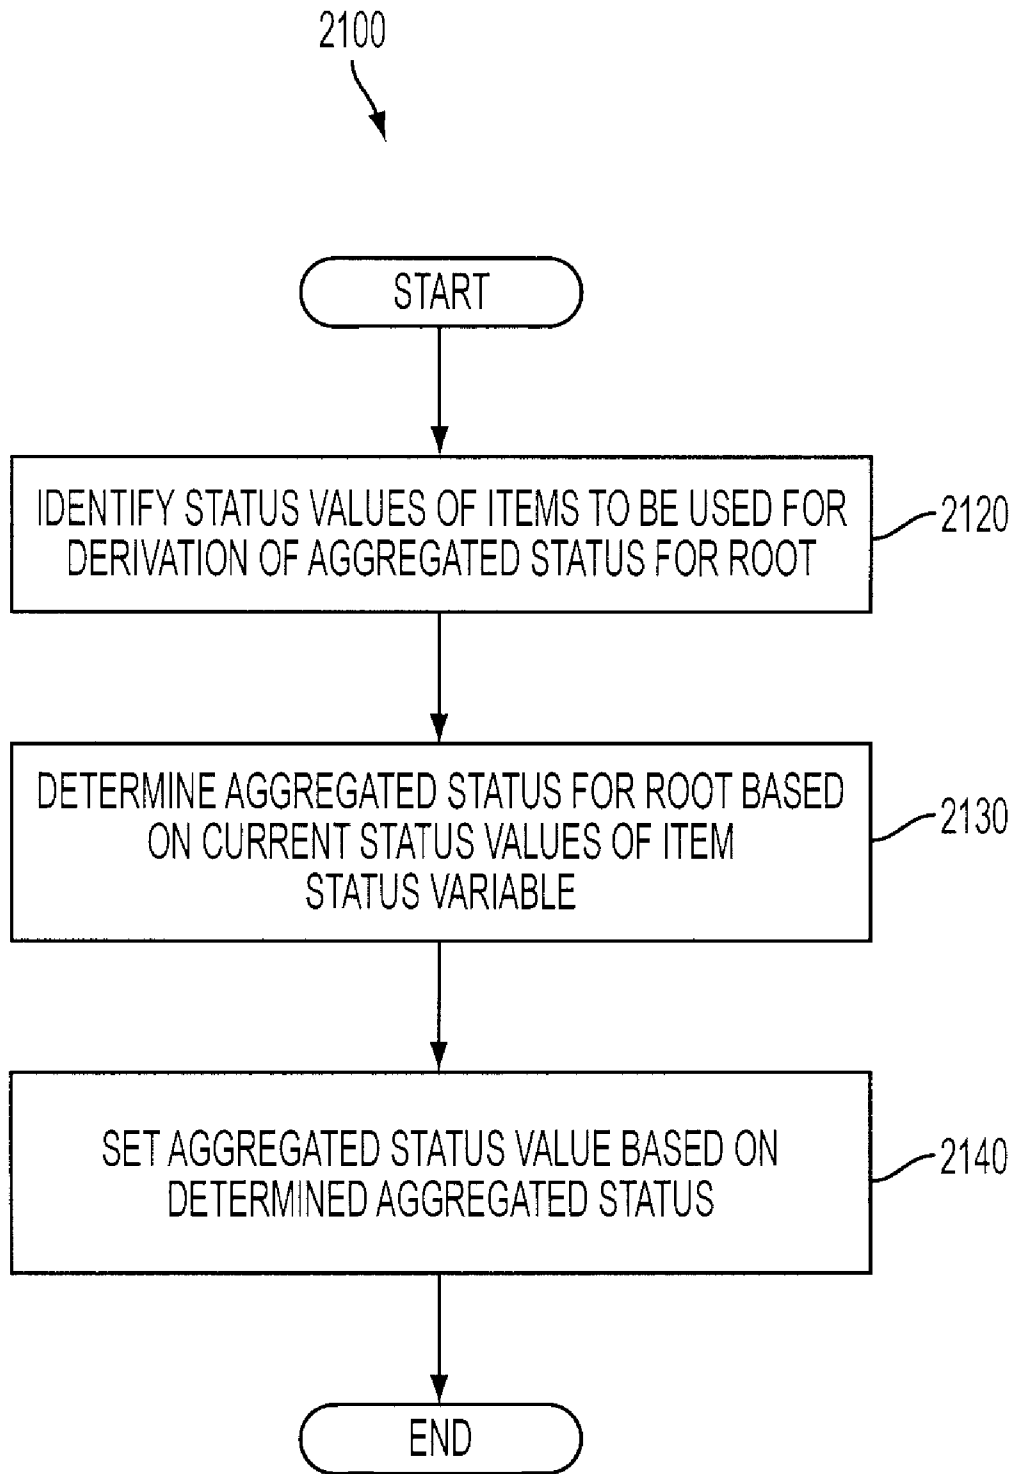 2100
START
IDENTIFY STATUS VALUES OF ITEMS TO BE USED FOR
DERIVATION OF AGGREGATED STATUS FOR ROOT
2120
DETERMINE AGGREGATED STATUS FOR ROOT BASED
ON CURRENT STATUS VALUES OF ITEM
STATUS VARIABLE
2130
SET AGGREGATED STATUS VALUE BASED ON
DETERMINED AGGREGATED STATUS
2140
END